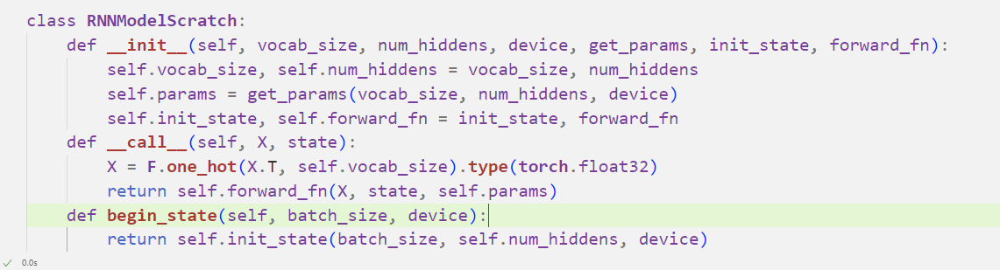 class RNNModelScratch:
    def __init__(self, vocab_size, num_hiddens, device, get_params, init_state, forward_fn):
        self.vocab_size, self.num_hiddens = vocab_size, num_hiddens
        self.params = get_params(vocab_size, num_hiddens, device)
        self.init_state, self.forward_fn = init_state, forward_fn
    def __call__(self, X, state):
        X = F.one_hot(X.T, self.vocab_size).type(torch.float32)
        return self.forward_fn(X, state, self.params)
    def begin_state(self, batch_size, device):
        return self.init_state(batch_size, self.num_hiddens, device)
✓ 0.0s